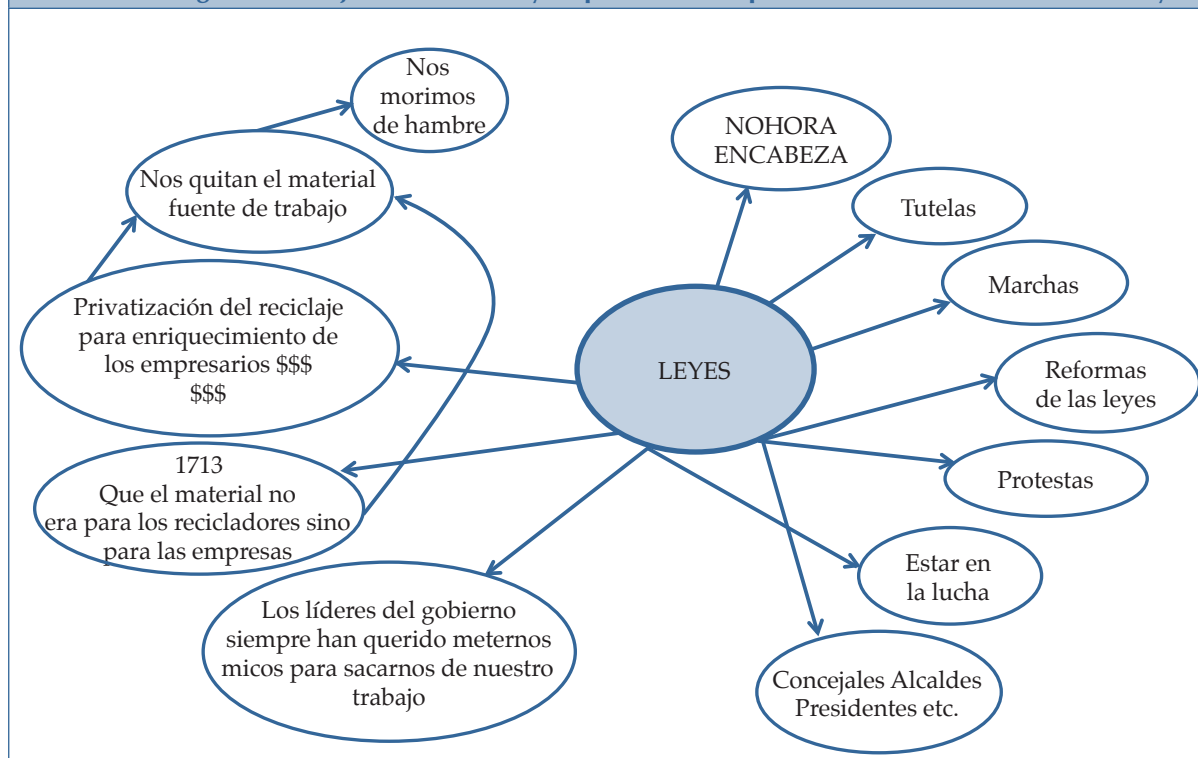 Nos
morimos
de hambre
Nos quitan el material
fuente de trabajo
Privatización del reciclaje
para enriquecimiento de
los empresarios $$$
$$$
1713
Que el material no
era para los recicladores sino
para las empresas
Los líderes del gobierno
siempre han querido meternos
micos para sacarnos de nuestro
trabajo
LEYES
NOHORA
ENCABEZA
Tutelas
Marchas
Reformas
de las leyes
Protestas
Estar en
la lucha
Concejales Alcaldes
Presidentes etc.